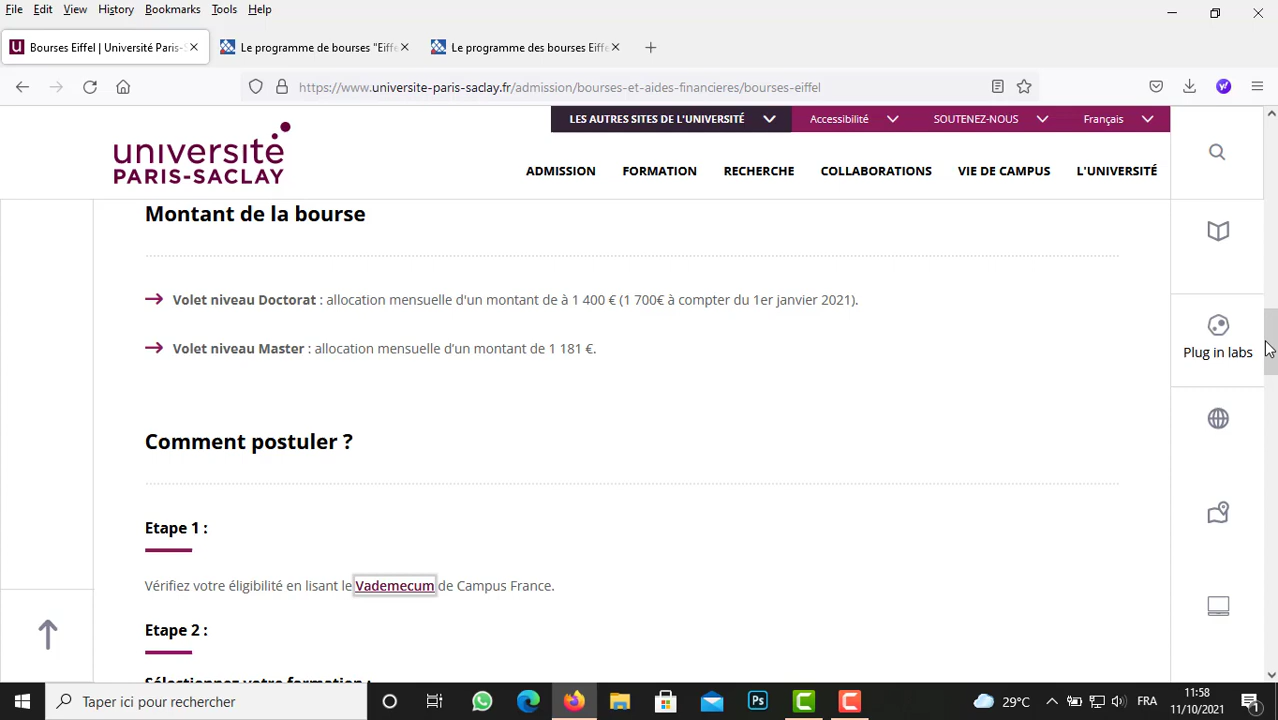 File Edit View History Bookmarks Tools Help
Bourses Eiffel | Université Paris-
Le programme de bourses "Eiffe
Le programme des bourses Eiffe
https://www.universite-paris-saclay.fr/admission/bourses-et-aides-financieres/bourses-eiffel
LES AUTRES SITES DE L'UNIVERSITÉ Accessibilité SOUTENEZ-NOUS Français
université
PARIS-SACLAY
ADMISSION FORMATION RECHERCHE COLLABORATIONS VIE DE CAMPUS L'UNIVERSITÉ
Montant de la bourse
Volet niveau Doctorat : allocation mensuelle d'un montant de à 1 400 € (1 700€ à compter du 1er janvier 2021).
Volet niveau Master : allocation mensuelle d'un montant de 1 181 €.
Plug in labs
Comment postuler ?
Etape 1 :
Vérifiez votre éligibilité en lisant le Vademecum de Campus France.
Etape 2 :
Sélectionnez votre formation :
Taper ici pour rechercher
29°C
FRA
11:58
11/10/2021